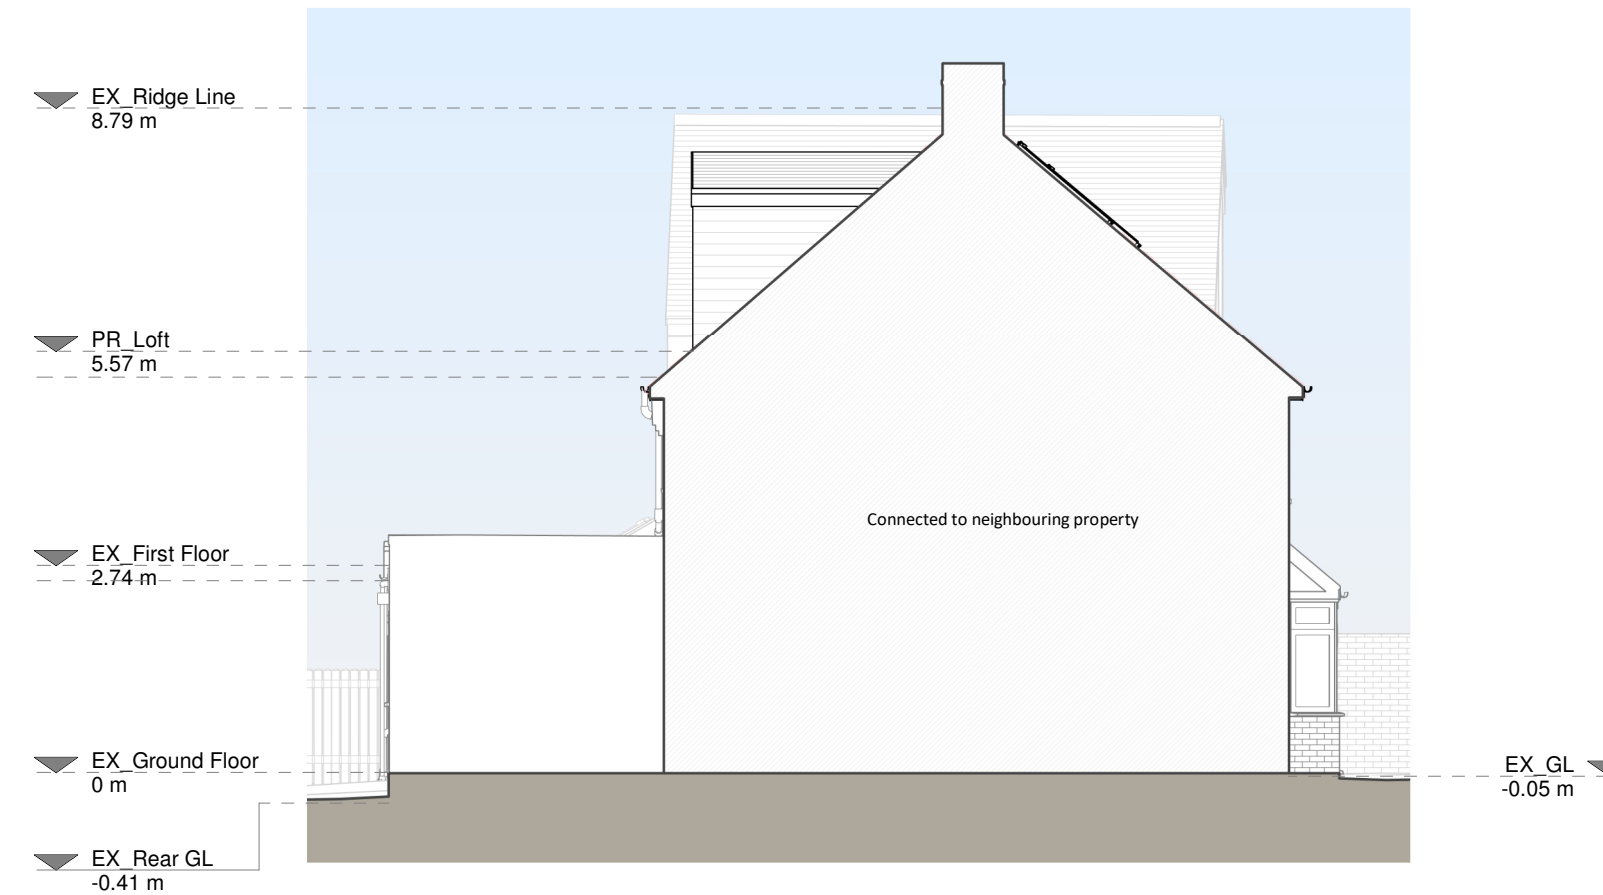 EX_Ridge Line
8.79 m
PR_Loft
5.57 m
Connected to neighbouring property
EX_First Floor
2.74 m
EX_Ground Floor
0 m
EX_GL
-0.05 m
EX_Rear GL
-0.41 m